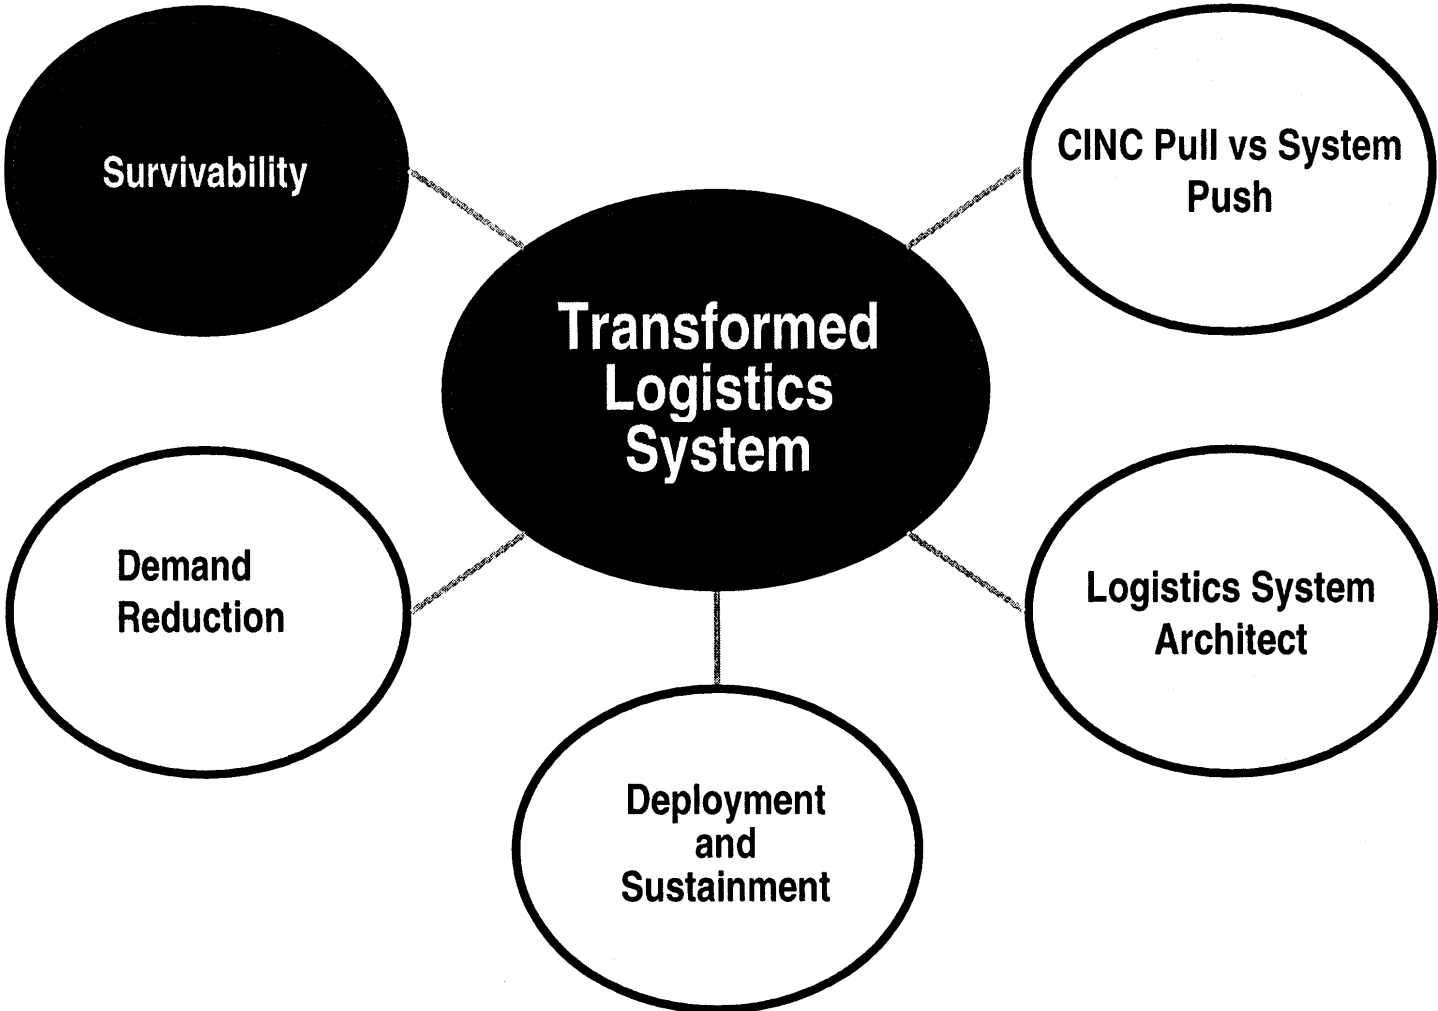 Survivability
CINC Pull vs System
Push
Transformed
Logistics
System
Demand
Reduction
Logistics System
Architect
Deployment
and
Sustainment